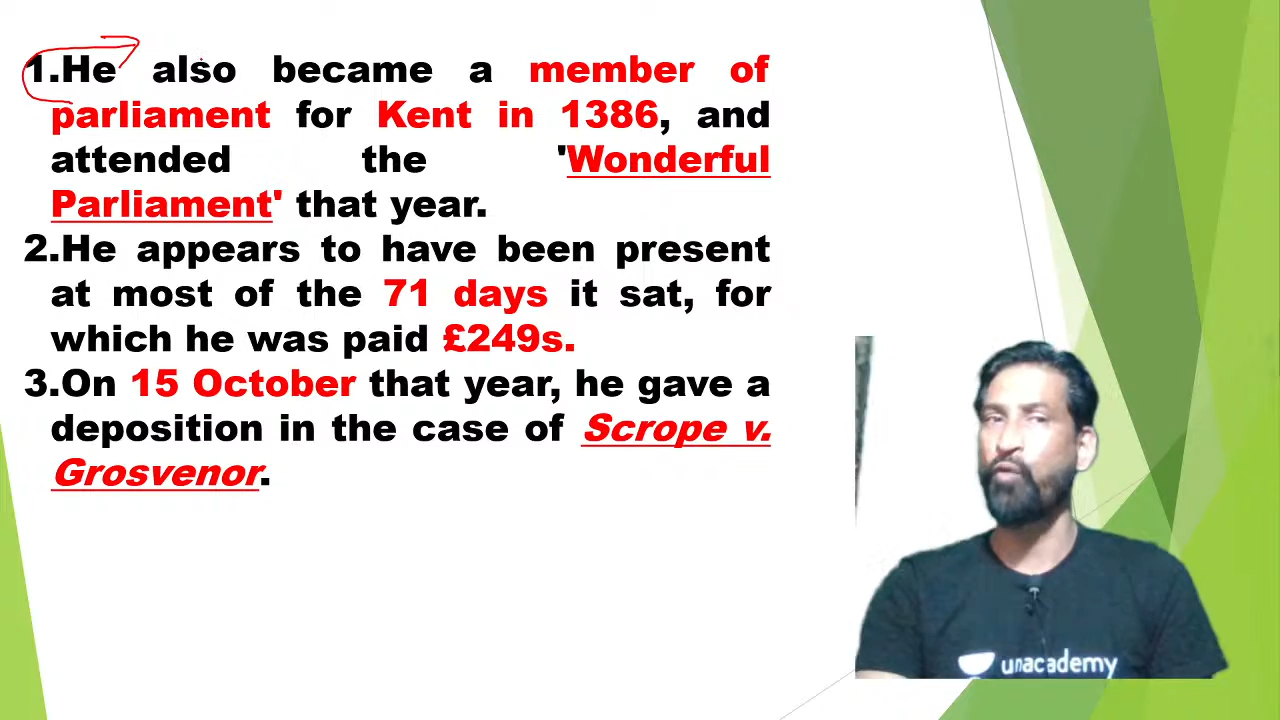 1.He also became a member of
parliament for Kent in 1386, and
attended the 'Wonderful
Parliament' that year.
2.He appears to have been present
at most of the 71 days it sat, for
which he was paid £249s.
3.On 15 October that year, he gave a
deposition in the case of Scrope v.
Grosvenor.
unacademy